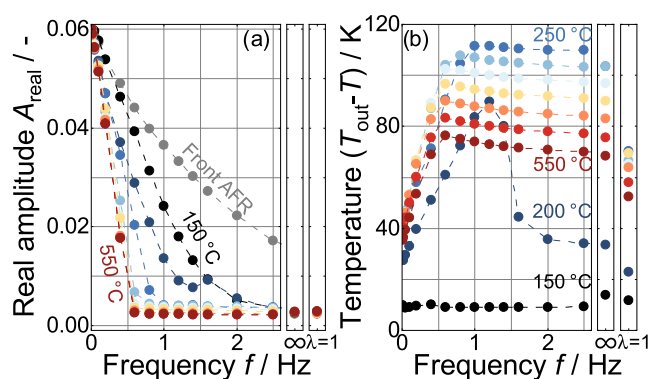 (a)
Real amplitude A_real / -
0.06
0.04
0.02
0.00
Front AFR
150 °C
550 °C
0
1
2
∞
λ=1
Frequency f / Hz
(b)
Temperature (T_out-T) / K
120
80
40
0
250 °C
550 °C
200 °C
150 °C
0
1
2
∞
λ=1
Frequency f / Hz